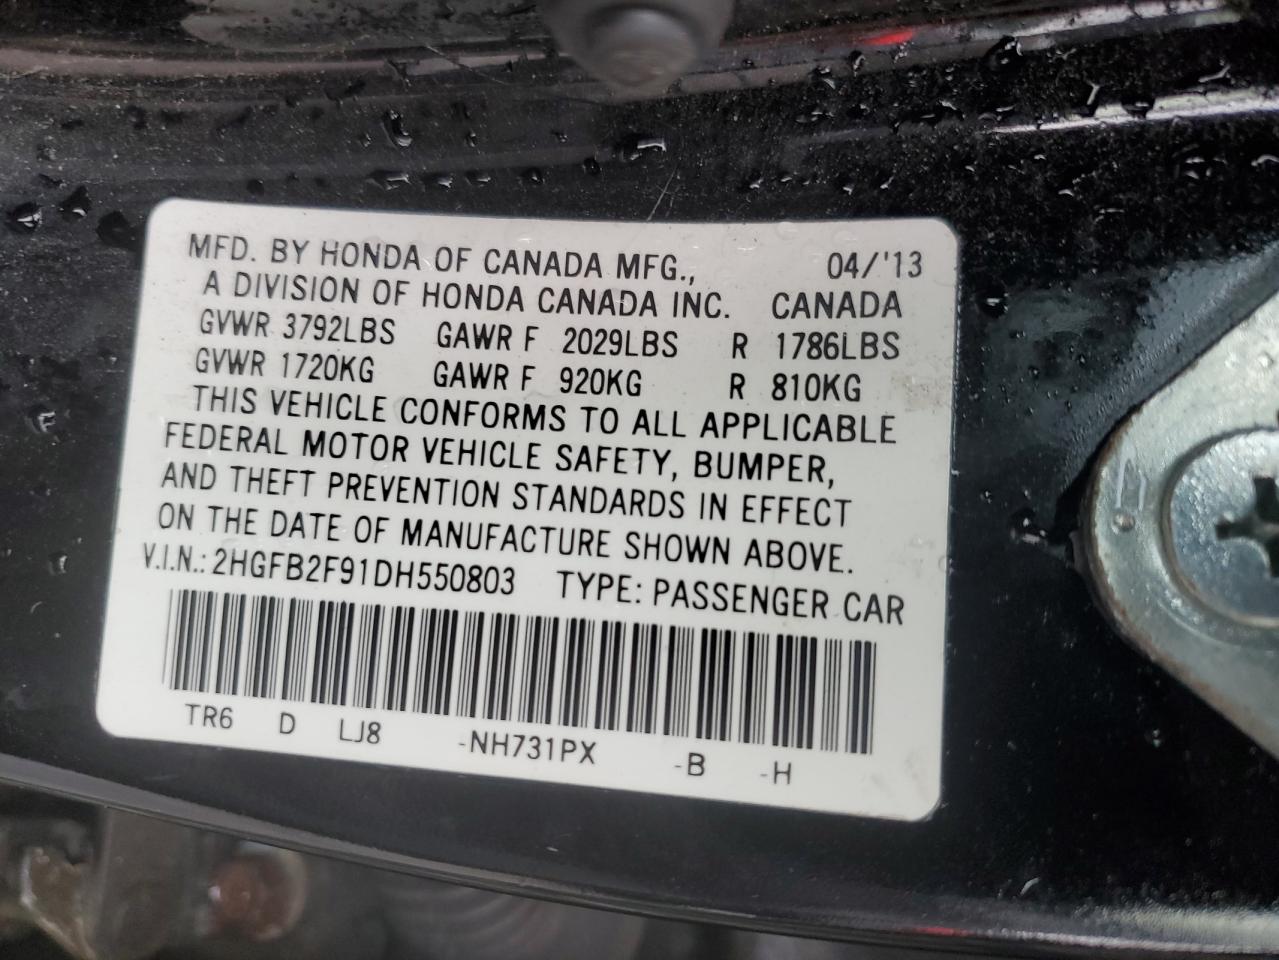 MFD. BY HONDA OF CANADA MFG., 04/'13
A DIVISION OF HONDA CANADA INC. CANADA
GVWR 3792LBS GAWR F 2029LBS R 1786LBS
GVWR 1720KG GAWR F 920KG R 810KG
THIS VEHICLE CONFORMS TO ALL APPLICABLE
FEDERAL MOTOR VEHICLE SAFETY, BUMPER,
AND THEFT PREVENTION STANDARDS IN EFFECT
ON THE DATE OF MANUFACTURE SHOWN ABOVE.
V.I.N.: 2HGFB2F91DH550803 TYPE: PASSENGER CAR
TR6 D LJ8 -NH731PX -B -H